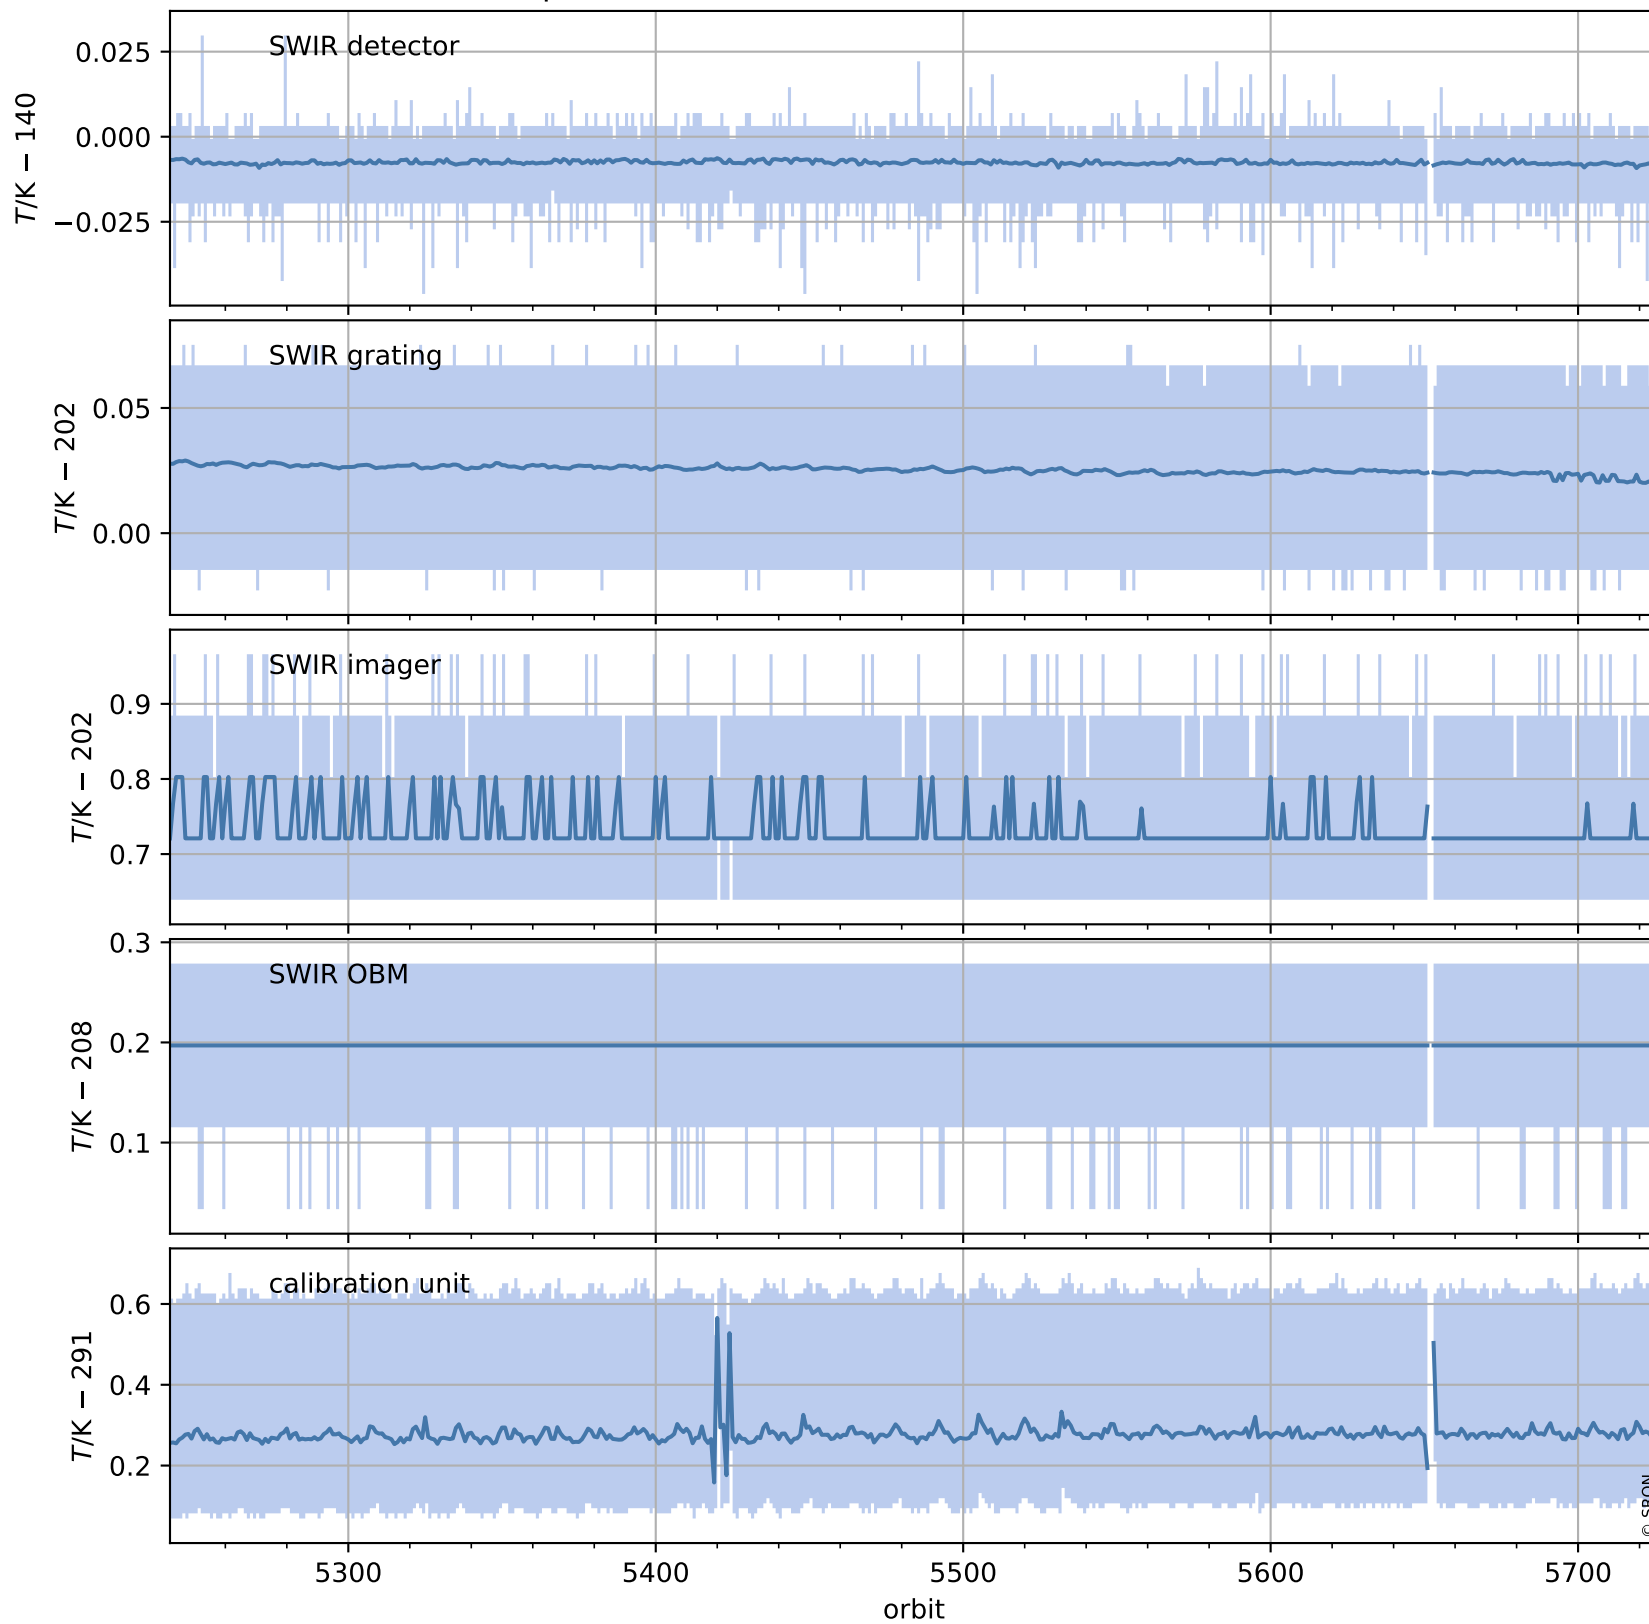 SWIR detector
0.025
0.000
−0.025
T/K − 140
SWIR grating
0.05
0.00
T/K − 202
SWIR imager
0.9
0.8
0.7
T/K − 202
SWIR OBM
0.3
0.2
0.1
T/K − 208
calibration unit
0.6
0.4
0.2
T/K − 291
5300 5400 5500 5600 5700
orbit
© SRON